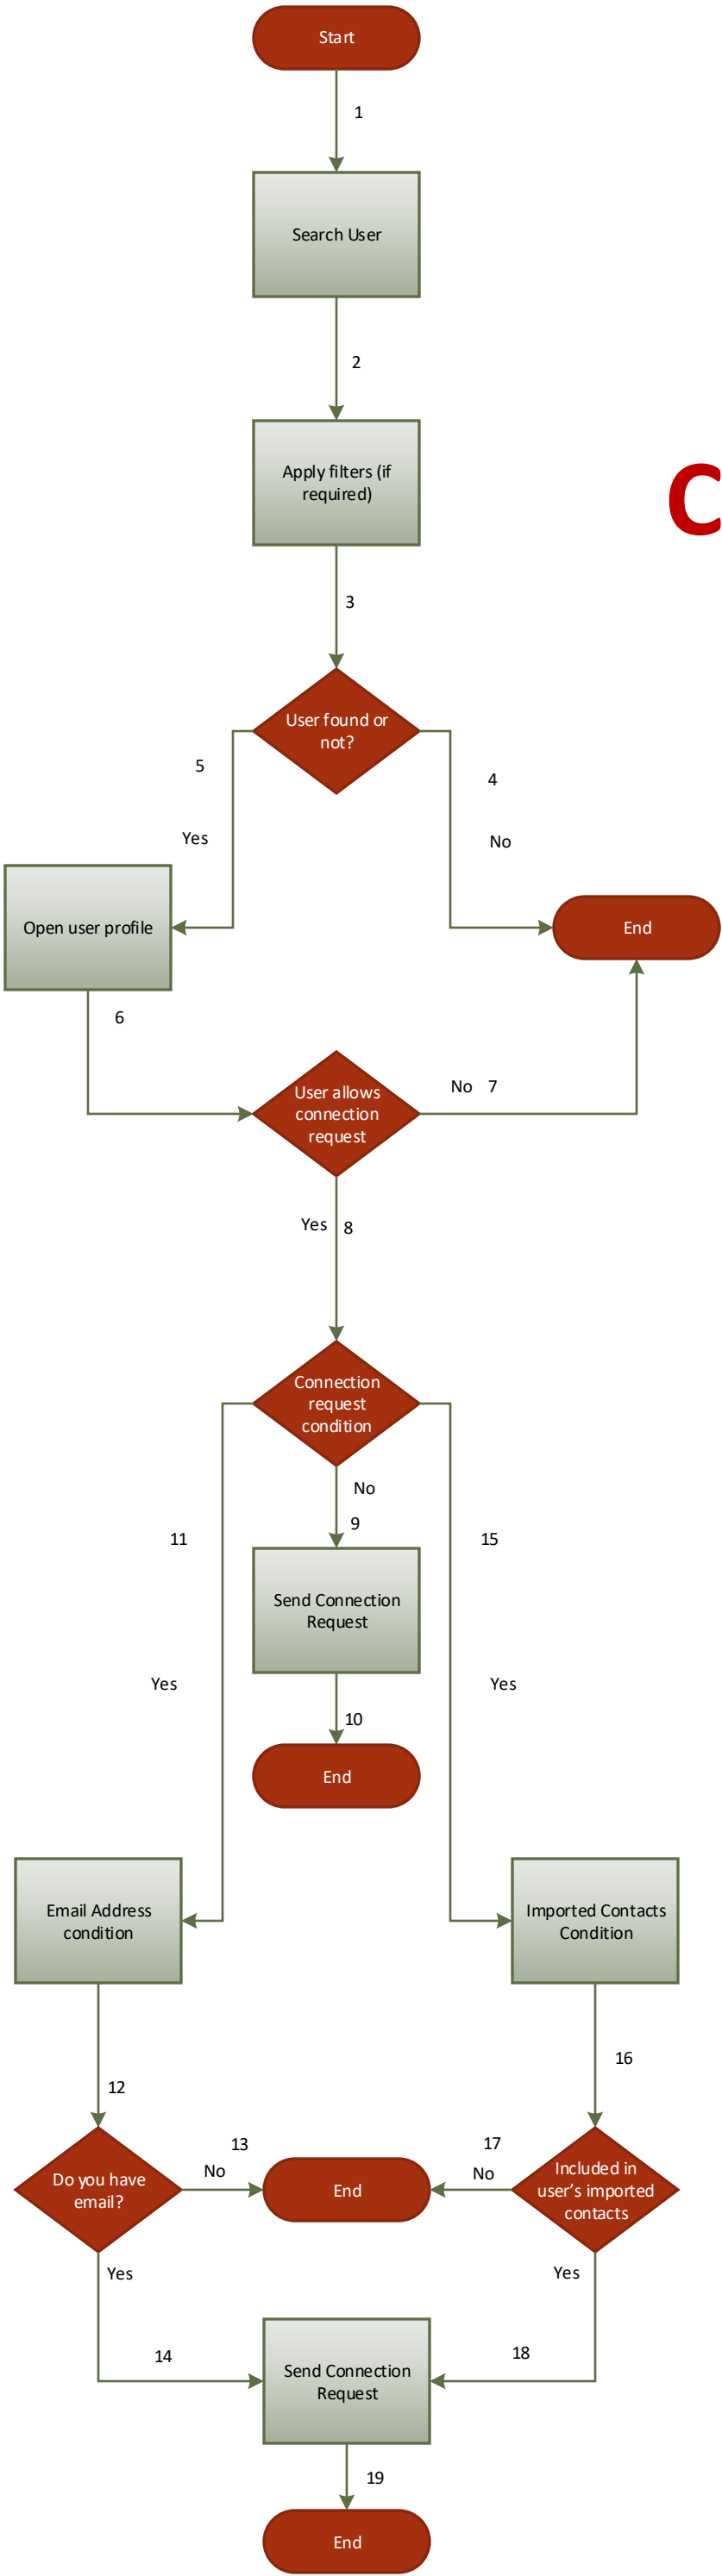 Start
1
Search User
2
Apply filters (if
required)
C
3
User found or
not?
5
4
Yes
No
Open user profile
End
6
User allows
connection
request
No 7
Yes 8
Connection
request
condition
No
9
11
15
Send Connection
Request
Yes
Yes
10
End
Email Address
condition
Imported Contacts
Condition
16
12
13
17
Do you have
email?
No
End
No
Included in
user's imported
contacts
Yes
Yes
14
18
Send Connection
Request
19
End